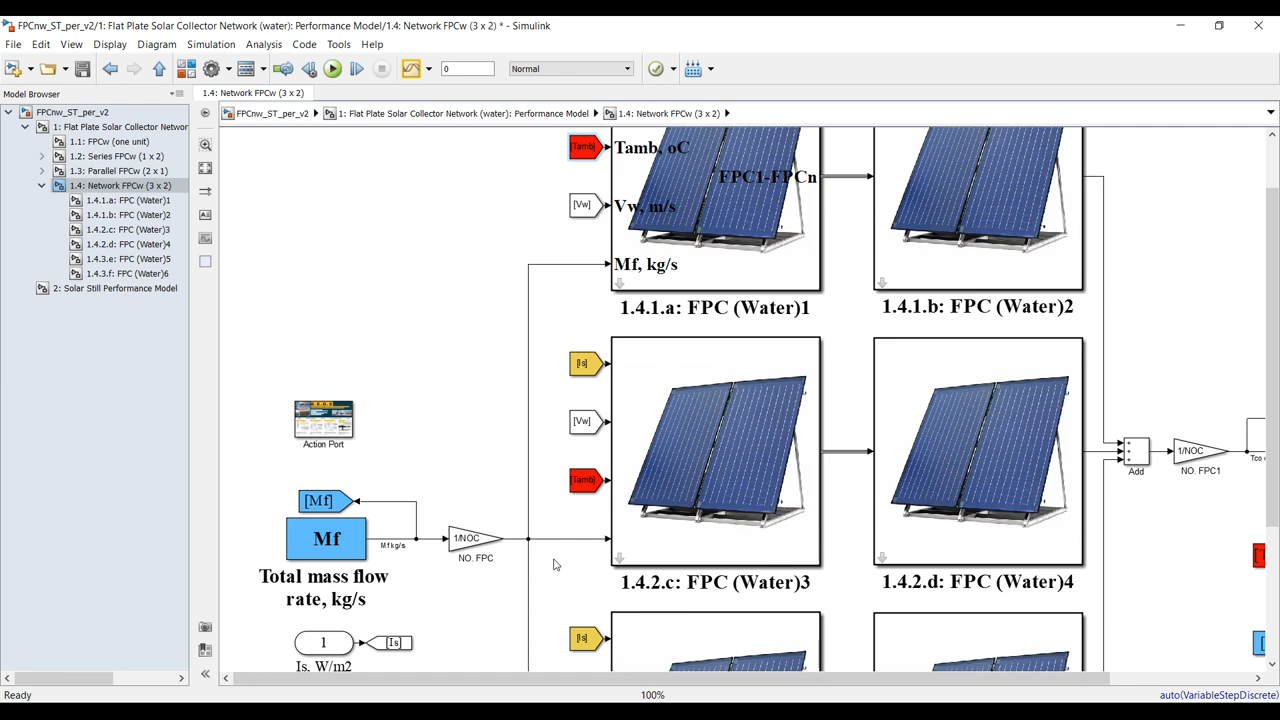 FPCnw_ST_per_v2/1: Flat Plate Solar Collector Network (water): Performance Model/1.4: Network FPCw (3 x 2) * - Simulink
File Edit View Display Diagram Simulation Analysis Code Tools Help
0
Normal
Model Browser
1.4: Network FPCw (3 x 2)
FPCnw_ST_per_v2
1: Flat Plate Solar Collector Networ
1.1: FPCw (one unit)
1.2: Series FPCw (1 x 2)
1.3: Parallel FPCw (2 x 1)
1.4: Network FPCw (3 x 2)
1.4.1.a: FPC (Water)1
1.4.1.b: FPC (Water)2
1.4.2.c: FPC (Water)3
1.4.2.d: FPC (Water)4
1.4.3.e: FPC (Water)5
1.4.3.f: FPC (Water)6
2: Solar Still Performance Model
FPCnw_ST_per_v2 1: Flat Plate Solar Collector Network (water): Performance Model 1.4: Network FPCw (3 x 2)
[Tamb] Tamb, oC
FPC1-FPCn
[Vw] Vw, m/s
Mf, kg/s
1.4.1.a: FPC (Water)1
1.4.1.b: FPC (Water)2
[Is]
[Vw]
[Tamb]
Action Port
[Mf]
Mf
Mf kg/s
1/NOC
NO. FPC
Total mass flow
rate, kg/s
1 [Is]
Is, W/m2
1.4.2.c: FPC (Water)3
1.4.2.d: FPC (Water)4
+
+
+
Add
1/NOC
NO. FPC1
Tco
[Is]
Ready
100%
auto(VariableStepDiscrete)